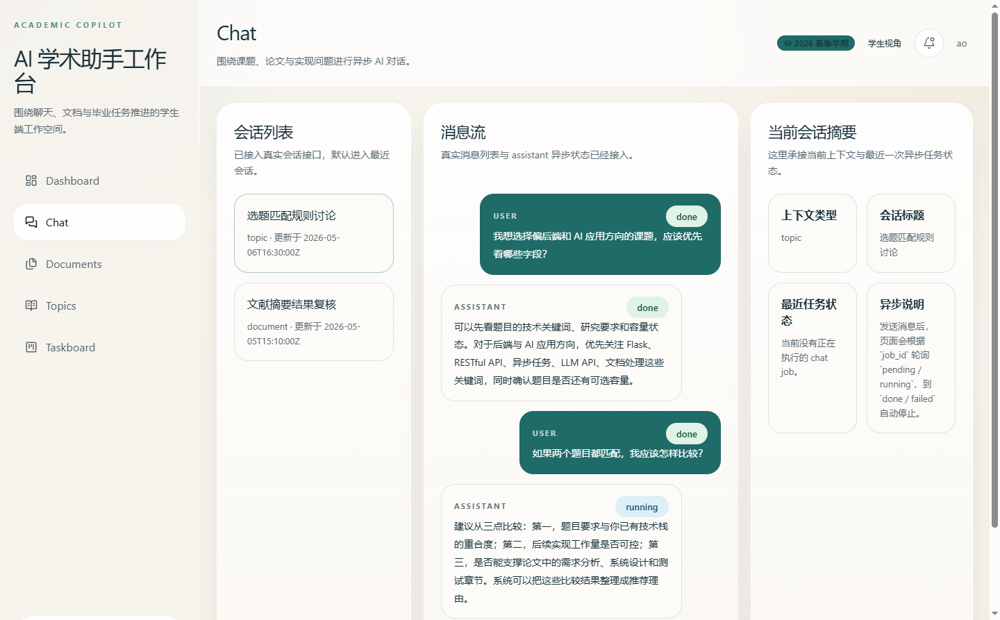 ACADEMIC COPILOT
AI 学术助手工作
台
围绕聊天、文档与毕业任务推进的学生
端工作空间。
Dashboard
Chat
Documents
Topics
Taskboard
Chat
围绕课题、论文与实现问题进行异步 AI 对话。
2026 春季学期
学生视角
ao
会话列表
已接入真实会话接口，默认进入最近
会话。
选题匹配规则讨论
topic · 更新于 2026-05-
06T16:30:00Z
文献摘要结果复核
document · 更新于 2026-05-
05T15:10:00Z
消息流
真实消息列表与 assistant 异步状态已经接入。
USER
done
我想选择偏后端和 AI 应用方向的课题，应该优先
看哪些字段？
ASSISTANT
done
可以先看题目的技术关键词、研究要求和容量状
态。对于后端与 AI 应用方向，优先关注 Flask、
RESTful API、异步任务、LLM API、文档处理这些
关键词，同时确认题目是否还有可选容量。
USER
done
如果两个题目都匹配，我应该怎样比较？
ASSISTANT
running
建议从三点比较：第一，题目要求与你已有技术栈
的重合度；第二，后续实现工作量是否可控；第
三，是否能支撑论文中的需求分析、系统设计和测
试章节。系统可以把这些比较结果整理成推荐理
由。
当前会话摘要
这里承接当前上下文与最近一次异步任务状
态。
上下文类型
topic
会话标题
选题匹配规则
讨论
最近任务状
态
当前没有正在
执行的 chat
job。
异步说明
发送消息后，
页面会根据
`job_id` 轮询
`pending /
running`，到
`done / failed`
自动停止。